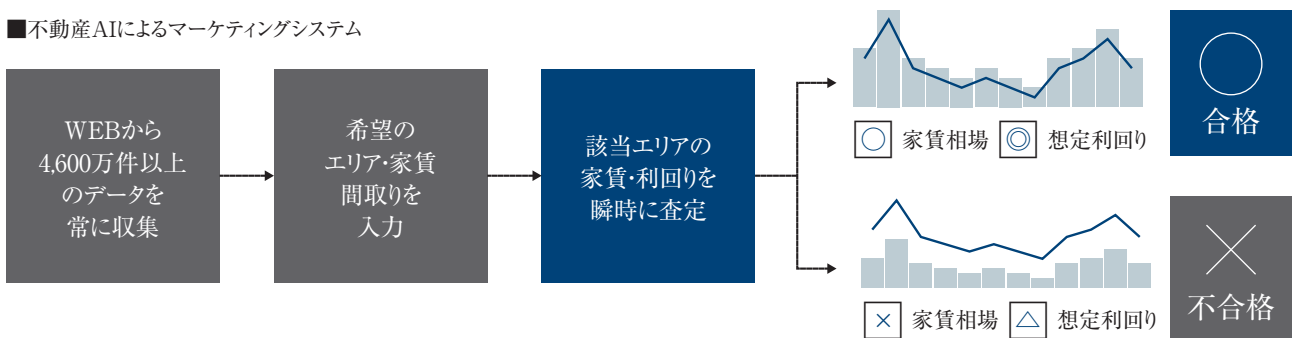 ■不動産AIによるマーケティングシステム
WEBから
4,600万件以上
のデータを
常に収集
希望の
エリア・家賃
間取りを
入力
該当エリアの
家賃・利回りを
瞬時に査定
○ 家賃相場 ◎ 想定利回り
合格
× 家賃相場 △ 想定利回り
不合格